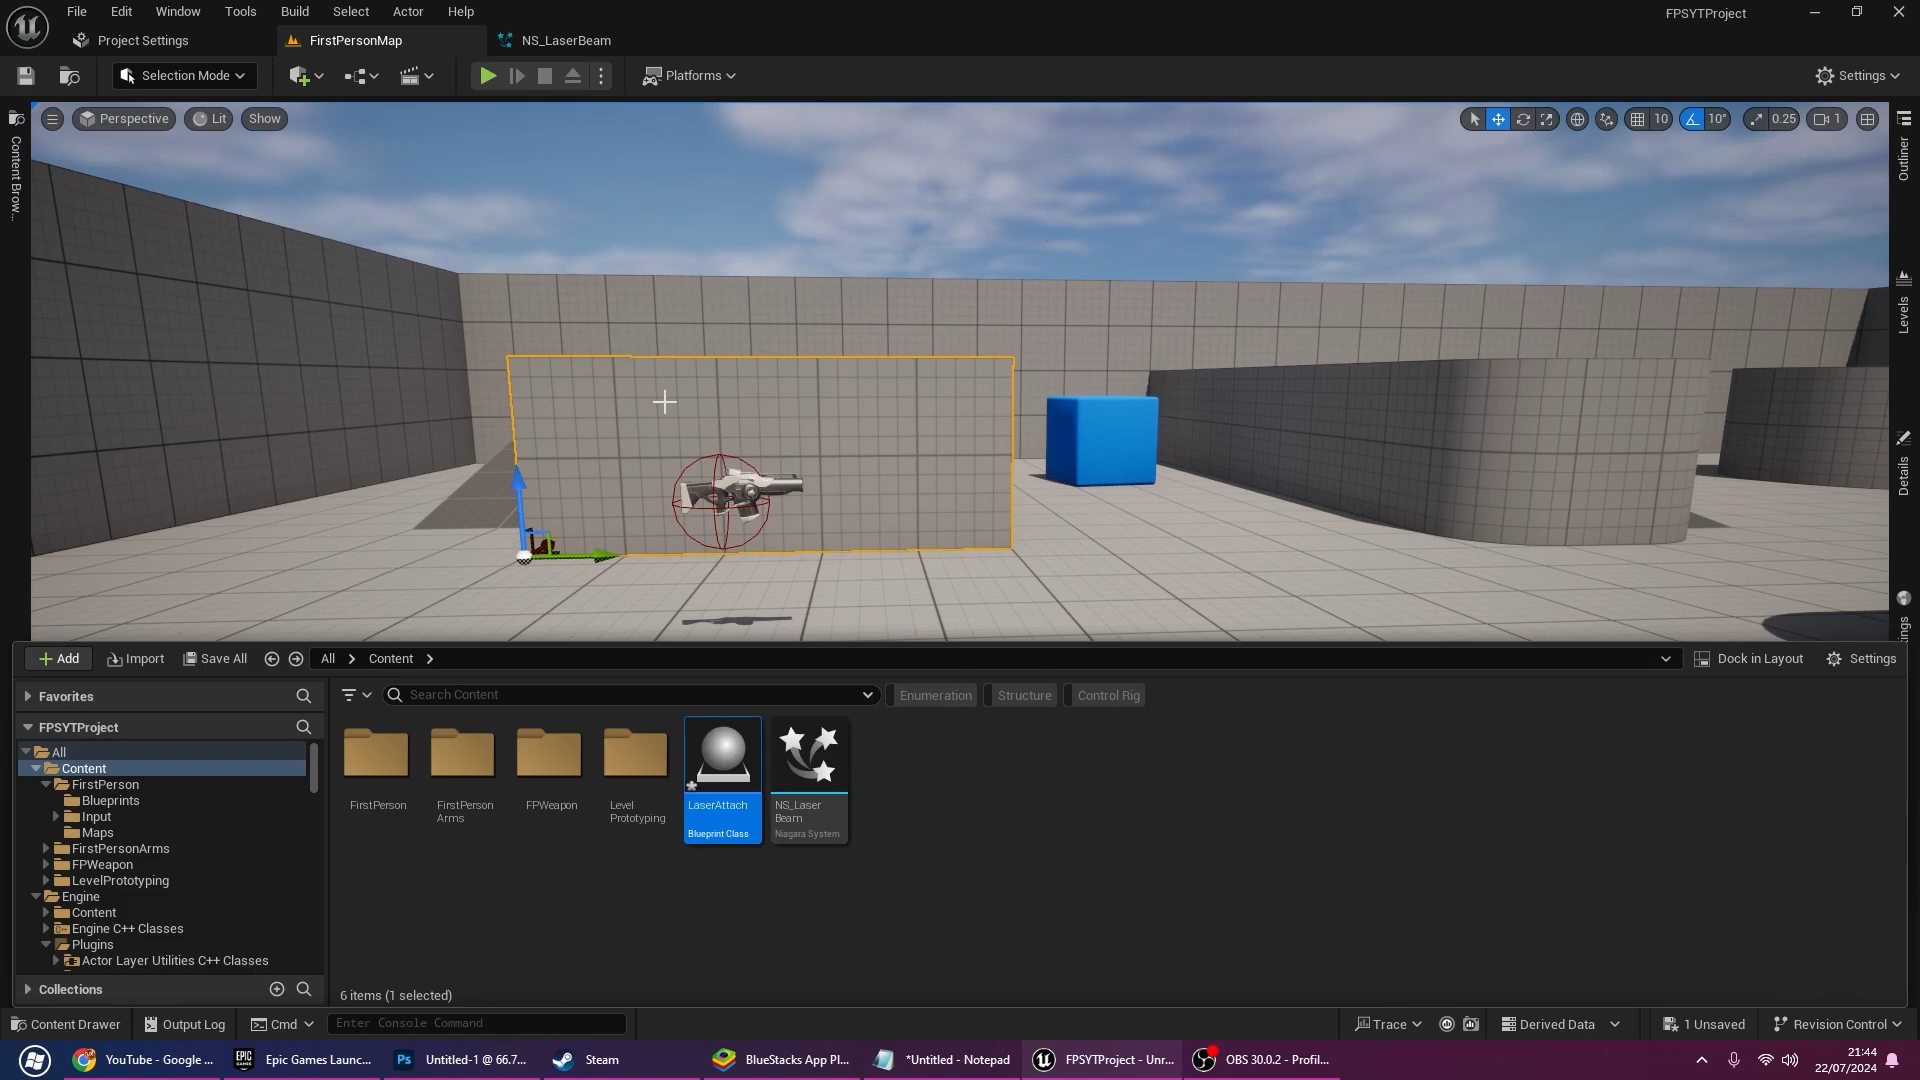 File Edit Window Tools Build Select Actor Help
FPSYTProject
Project Settings
FirstPersonMap
NS_LaserBeam
Selection Mode
Platforms
Settings
Perspective
Lit
Show
10
10°
0.25
1
Content Brow...
Outliner
Levels
Details
Add
Import
Save All
All
Content
Dock in Layout
Settings
Favorites
Search Content
Enumeration
Structure
Control Rig
FPSYTProject
All
Content
FirstPerson
Blueprints
Input
Maps
FirstPersonArms
FPWeapon
LevelPrototyping
Engine
Content
Engine C++ Classes
Plugins
Actor Layer Utilities C++ Classes
Collections
FirstPerson
FirstPerson
Arms
FPWeapon
Level
Prototyping
LaserAttach
Blueprint Class
NS_Laser
Beam
Niagara System
6 items (1 selected)
Content Drawer
Output Log
Cmd
Enter Console Command
Trace
Derived Data
1 Unsaved
Revision Control
YouTube - Google ...
Epic Games Launc...
Untitled-1 @ 66.7...
Steam
BlueStacks App Pl...
*Untitled - Notepad
FPSYTProject - Unr...
OBS 30.0.2 - Profil...
21:44
22/07/2024